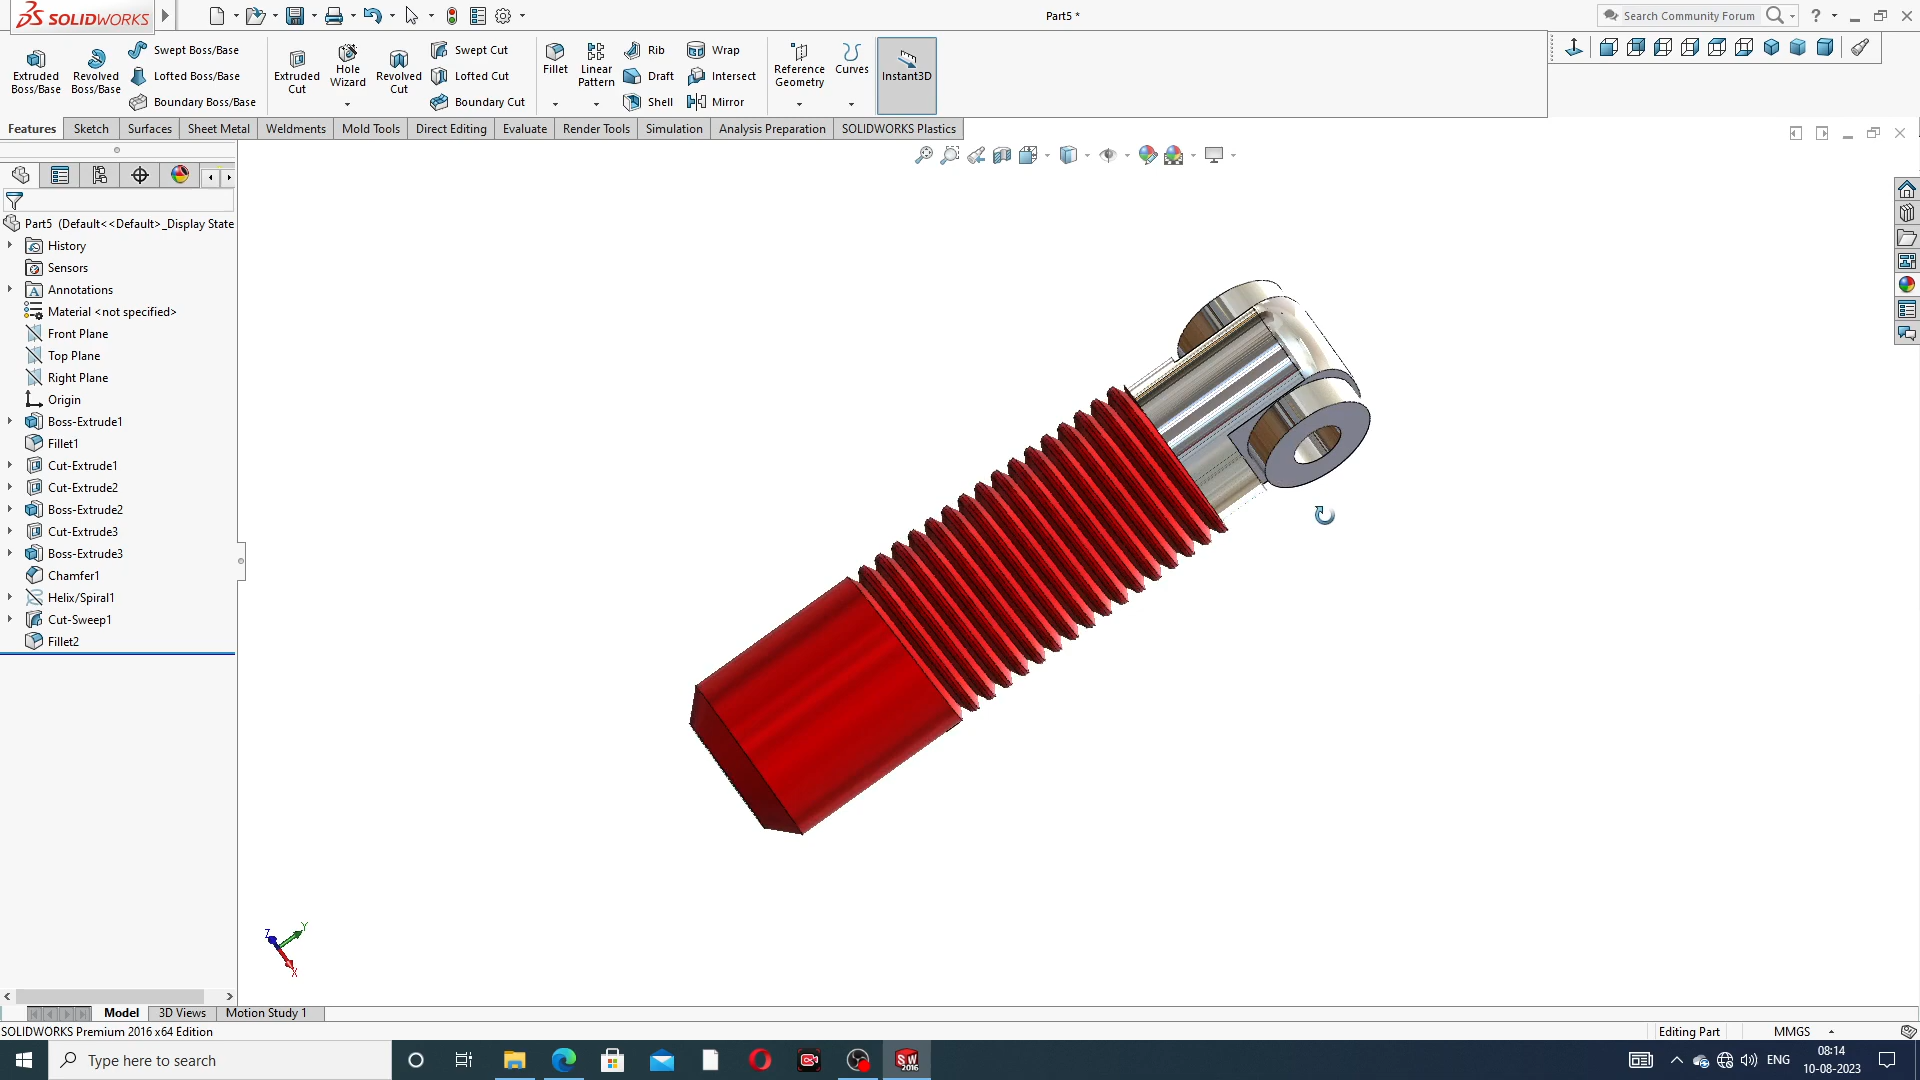 SOLIDWORKS
Part5 *
Search Community Forum
?
Extruded Boss/Base
Revolved Boss/Base
Swept Boss/Base
Lofted Boss/Base
Boundary Boss/Base
Extruded Cut
Hole Wizard
Revolved Cut
Swept Cut
Lofted Cut
Boundary Cut
Fillet
Linear Pattern
Rib
Draft
Shell
Wrap
Intersect
Mirror
Reference Geometry
Curves
Instant3D
Features
Sketch
Surfaces
Sheet Metal
Weldments
Mold Tools
Direct Editing
Evaluate
Render Tools
Simulation
Analysis Preparation
SOLIDWORKS Plastics
Part5 (Default<<Default>_Display State
History
Sensors
Annotations
Material <not specified>
Front Plane
Top Plane
Right Plane
Origin
Boss-Extrude1
Fillet1
Cut-Extrude1
Cut-Extrude2
Boss-Extrude2
Cut-Extrude3
Boss-Extrude3
Chamfer1
Helix/Spiral1
Cut-Sweep1
Fillet2
Z
Y
X
Model
3D Views
Motion Study 1
SOLIDWORKS Premium 2016 x64 Edition
Editing Part
MMGS
Type here to search
SW
2016
ENG
08:14
10-08-2023